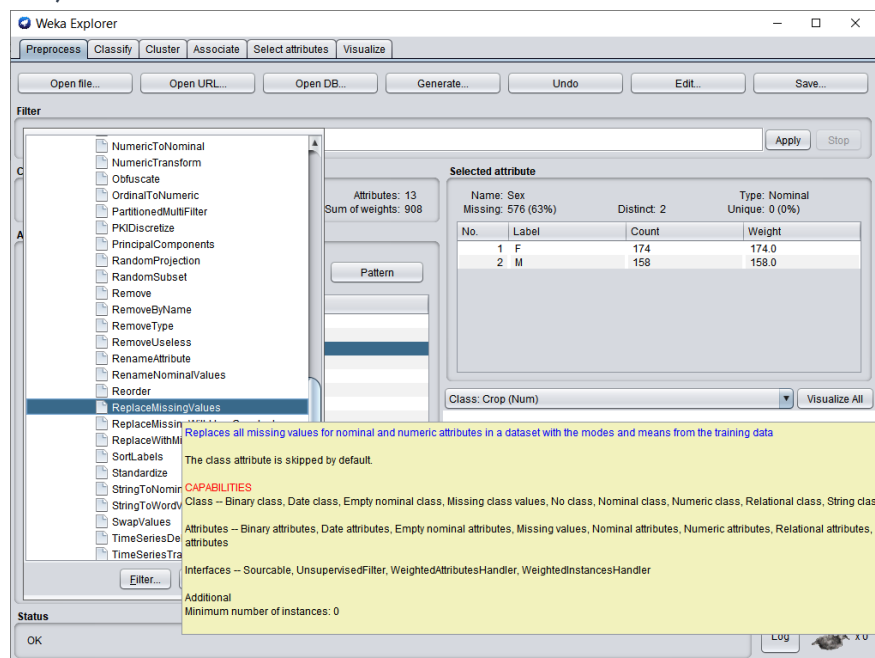 Weka Explorer
Preprocess Classify Cluster Associate Select attributes Visualize
Open file... Open URL... Open DB... Generate... Undo Edit... Save...
Filter
Apply Stop
NumericToNominal
NumericTransform
Obfuscate
OrdinalToNumeric
PartitionedMultiFilter
PKIDiscretize
PrincipalComponents
RandomProjection
RandomSubset
Remove
RemoveByName
RemoveType
RemoveUseless
RenameAttribute
RenameNominalValues
Reorder
ReplaceMissingValues
ReplaceWithMi
SortLabels
Standardize
StringToNomin
StringToWordV
SwapValues
TimeSeriesDe
TimeSeriesTra
Filter...
Attributes: 13
Sum of weights: 908
Pattern
Selected attribute
Name: Sex Type: Nominal
Missing: 576 (63%) Distinct: 2 Unique: 0 (0%)
No. Label Count Weight
1 F 174 174.0
2 M 158 158.0
Class: Crop (Num) Visualize All
Replaces all missing values for nominal and numeric attributes in a dataset with the modes and means from the training data
The class attribute is skipped by default.
CAPABILITIES
Class -- Binary class, Date class, Empty nominal class, Missing class values, No class, Nominal class, Numeric class, Relational class, String clas
Attributes -- Binary attributes, Date attributes, Empty nominal attributes, Missing values, Nominal attributes, Numeric attributes, Relational attributes,
attributes
Interfaces -- Sourcable, UnsupervisedFilter, WeightedAttributesHandler, WeightedInstancesHandler
Additional
Minimum number of instances: 0
Status
OK
Log x 0